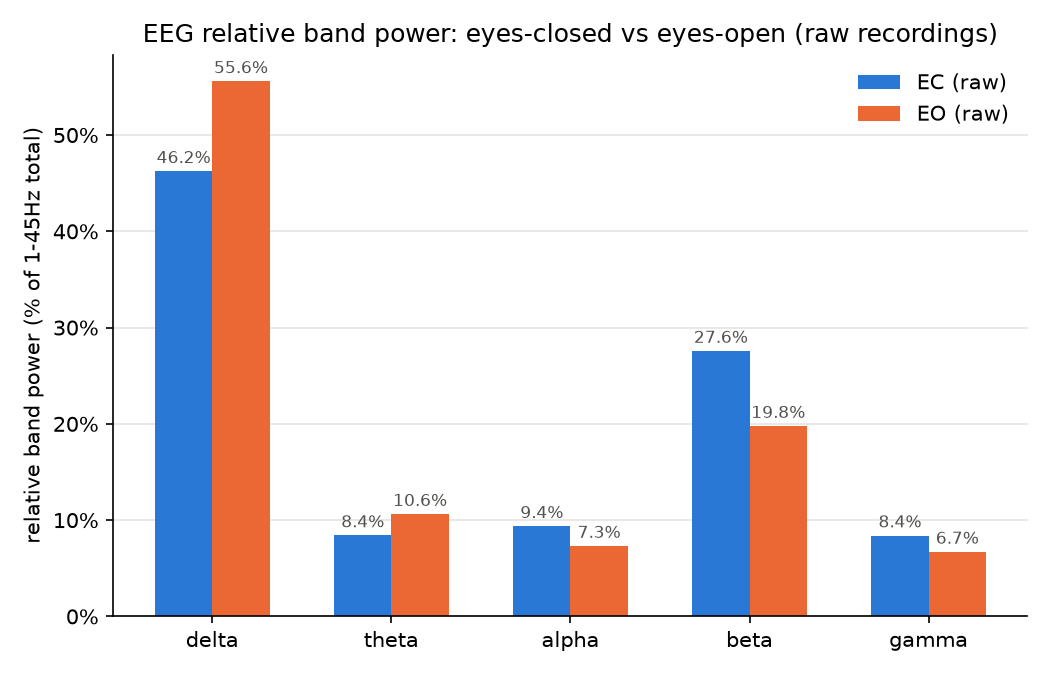 EEG relative band power: eyes-closed vs eyes-open (raw recordings)
EC (raw)
EO (raw)
relative band power (% of 1-45Hz total)
50%
40%
30%
20%
10%
0%
46.2%
55.6%
8.4%
10.6%
9.4%
7.3%
27.6%
19.8%
8.4%
6.7%
delta
theta
alpha
beta
gamma